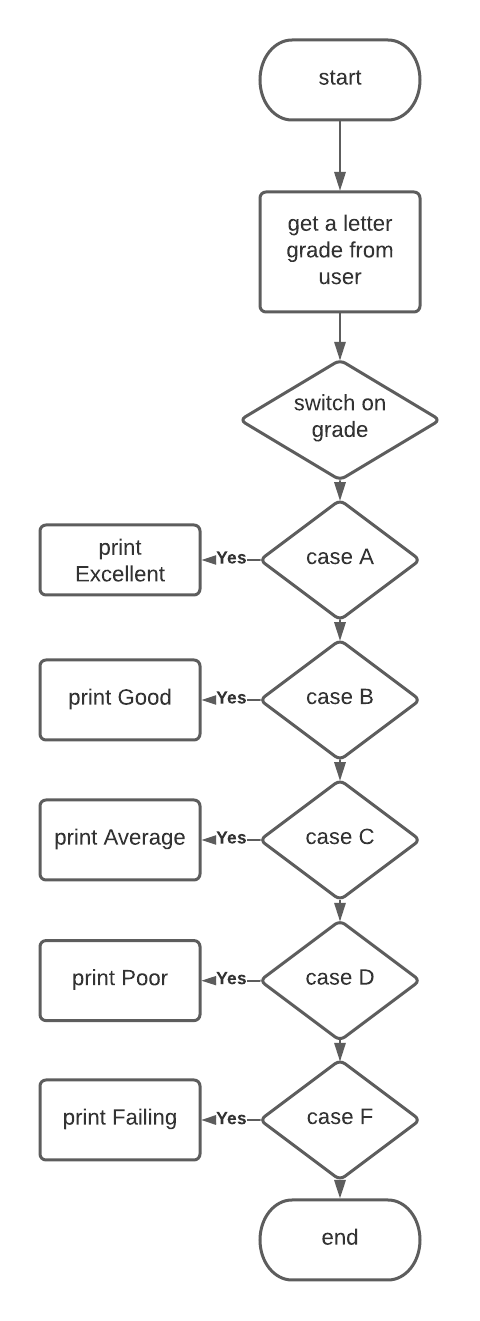 start
get a letter
grade from
user
switch on
grade
case A
Yes
print
Excellent
case B
Yes
print Good
case C
Yes
print Average
case D
Yes
print Poor
case F
Yes
print Failing
end